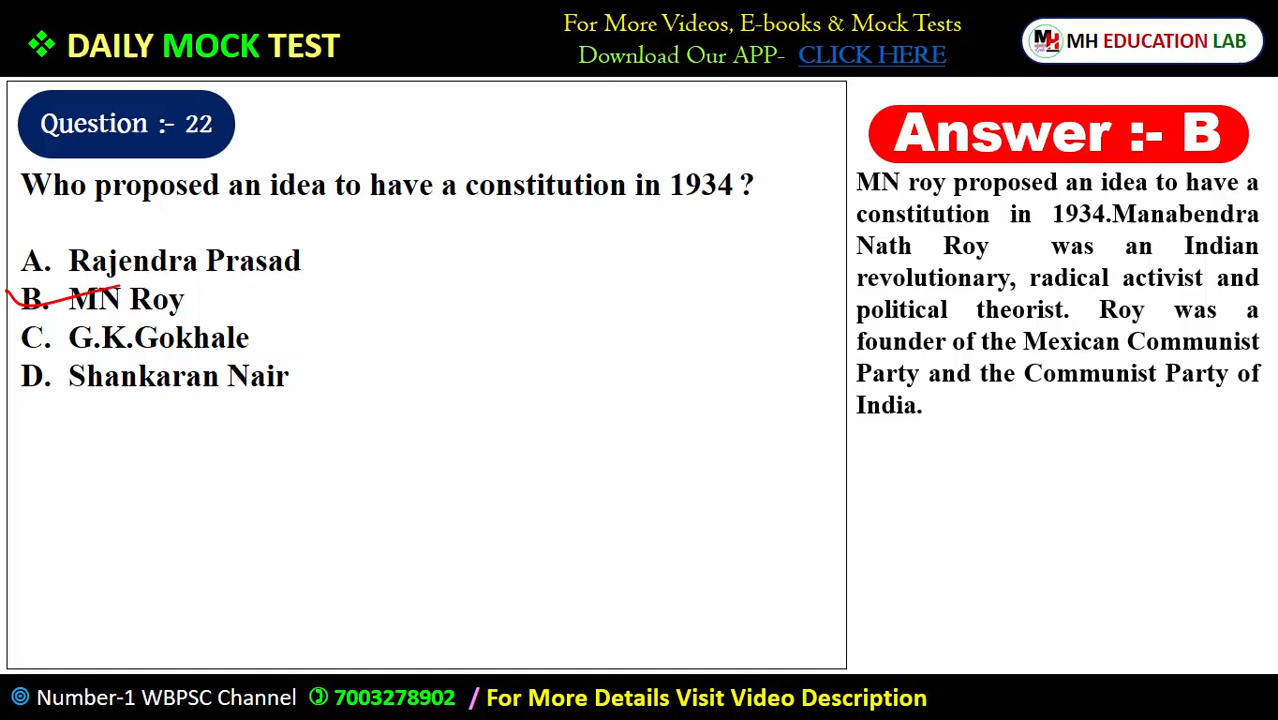 ❖ DAILY MOCK TEST
For More Videos, E-books & Mock Tests
Download Our APP- CLICK HERE
MH EDUCATION LAB
Question :- 22
Who proposed an idea to have a constitution in 1934 ?
A. Rajendra Prasad
B. MN Roy
C. G.K.Gokhale
D. Shankaran Nair
Answer :- B
MN roy proposed an idea to have a
constitution in 1934.Manabendra
Nath Roy was an Indian
revolutionary, radical activist and
political theorist. Roy was a
founder of the Mexican Communist
Party and the Communist Party of
India.
Number-1 WBPSC Channel 7003278902 / For More Details Visit Video Description